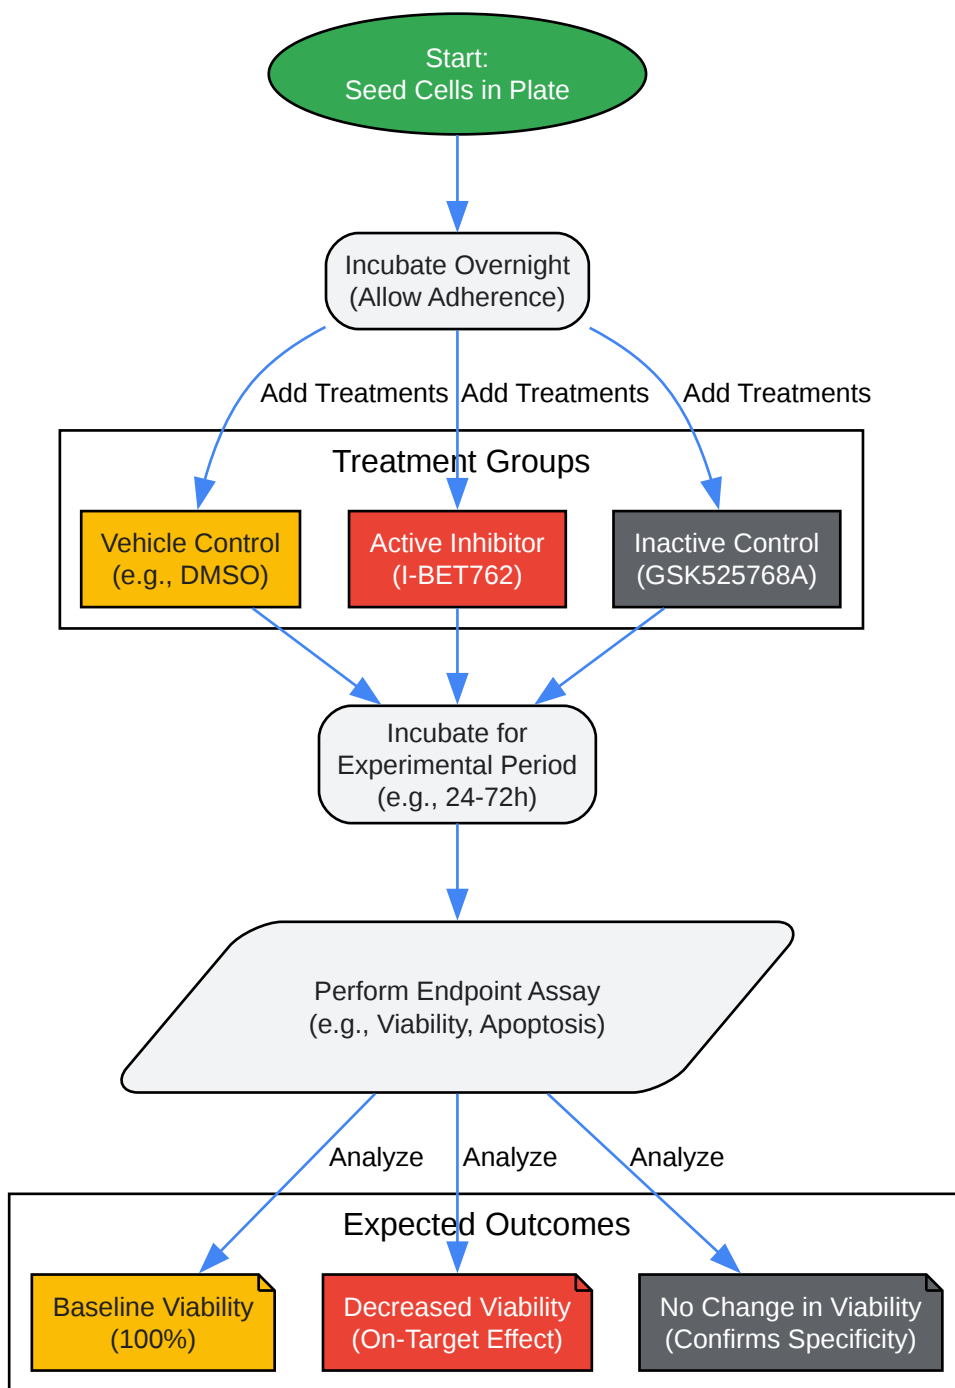 Start:
Seed Cells in Plate
Incubate Overnight
(Allow Adherence)
Add Treatments
Add Treatments
Add Treatments
Treatment Groups
Vehicle Control
(e.g., DMSO)
Active Inhibitor
(I-BET762)
Inactive Control
(GSK525768A)
Incubate for
Experimental Period
(e.g., 24-72h)
Perform Endpoint Assay
(e.g., Viability, Apoptosis)
Analyze
Analyze
Analyze
Expected Outcomes
Baseline Viability
(100%)
Decreased Viability
(On-Target Effect)
No Change in Viability
(Confirms Specificity)